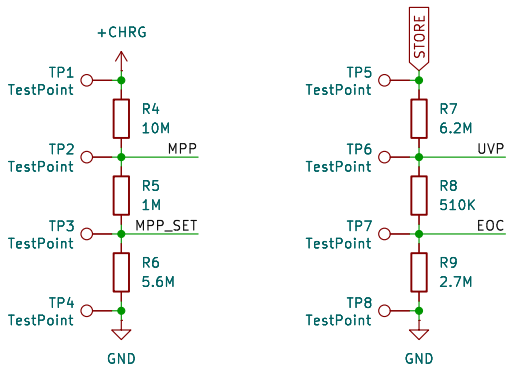 +CHRG
TP1
TestPoint
R4
10M
TP2
TestPoint
MPP
R5
1M
TP3
TestPoint
MPP_SET
R6
5.6M
TP4
TestPoint
GND
STORE
TP5
TestPoint
R7
6.2M
TP6
TestPoint
UVP
R8
510K
TP7
TestPoint
EOC
R9
2.7M
TP8
TestPoint
GND